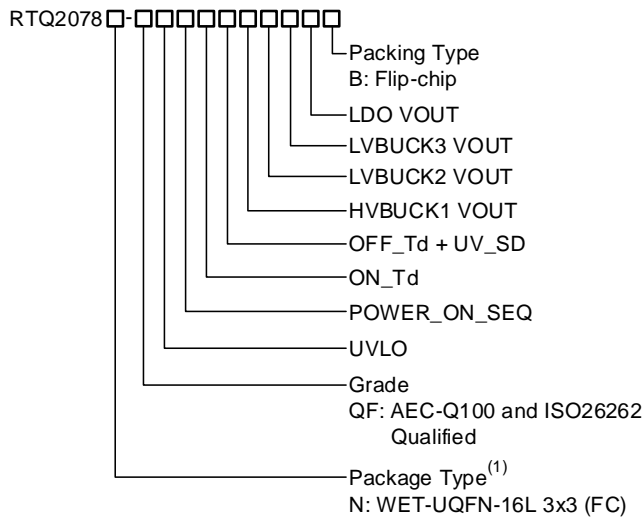 RTQ2078□-□□□□□□□□□□
Packing Type
B: Flip-chip
LDO VOUT
LVBUCK3 VOUT
LVBUCK2 VOUT
HVBUCK1 VOUT
OFF_Td + UV_SD
ON_Td
POWER_ON_SEQ
UVLO
Grade
QF: AEC-Q100 and ISO26262
Qualified
Package Type(1)
N: WET-UQFN-16L 3x3 (FC)